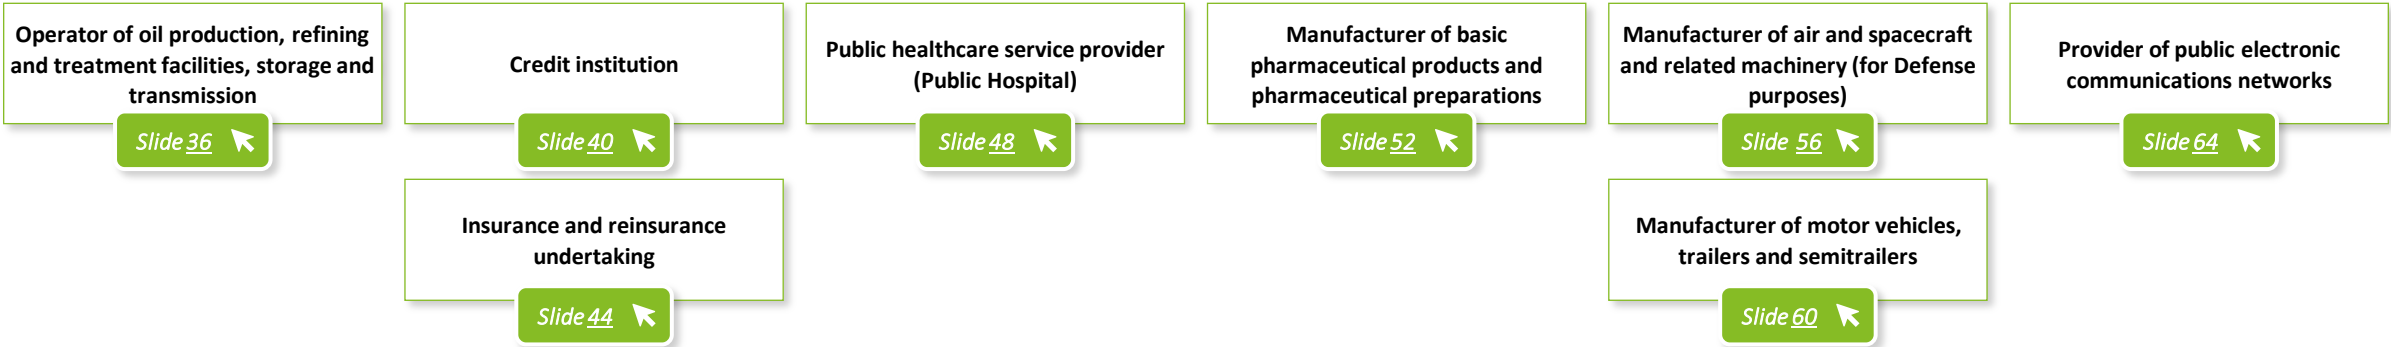 Operator of oil production, refining
and treatment facilities, storage and
transmission
Slide 36
Credit institution
Slide 40
Public healthcare service provider
(Public Hospital)
Slide 48
Manufacturer of basic
pharmaceutical products and
pharmaceutical preparations
Slide 52
Manufacturer of air and spacecraft
and related machinery (for Defense
purposes)
Slide 56
Provider of public electronic
communications networks
Slide 64
Insurance and reinsurance
undertaking
Slide 44
Manufacturer of motor vehicles,
trailers and semitrailers
Slide 60